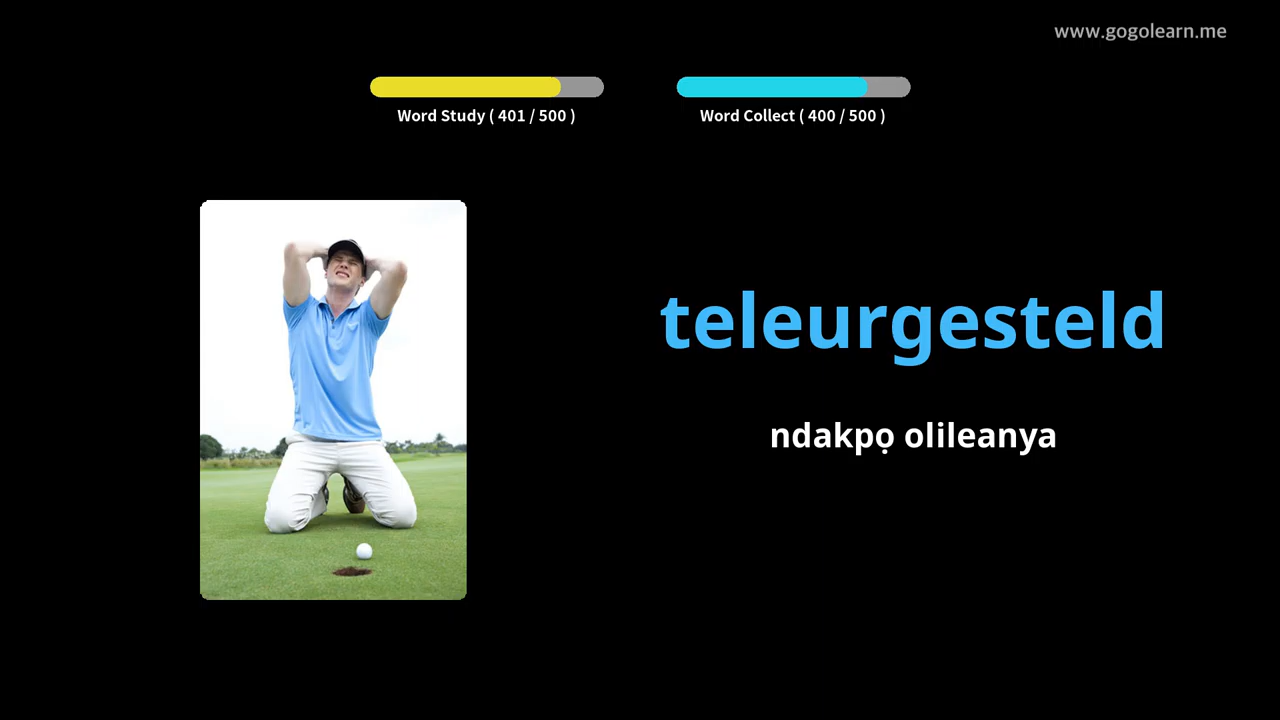 www.gogolearn.me
Word Study ( 401 / 500 )
Word Collect ( 400 / 500 )
teleurgesteld
ndakpọ olileanya